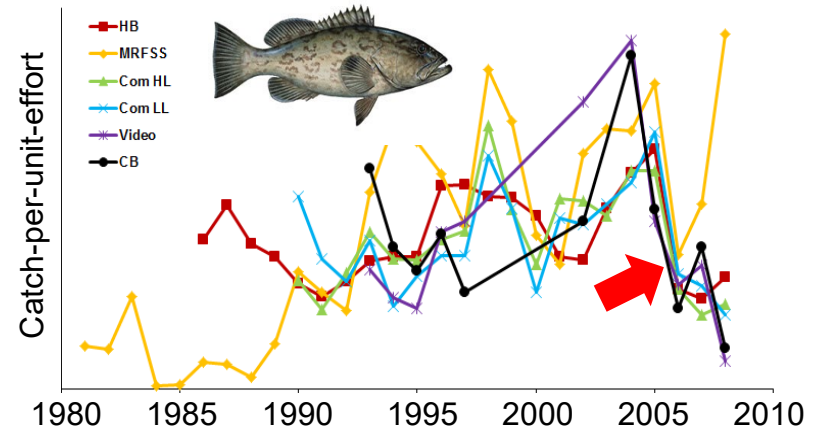 HB
MRFSS
Com HL
Com LL
Video
CB
Catch-per-unit-effort
1980 1985 1990 1995 2000 2005 2010